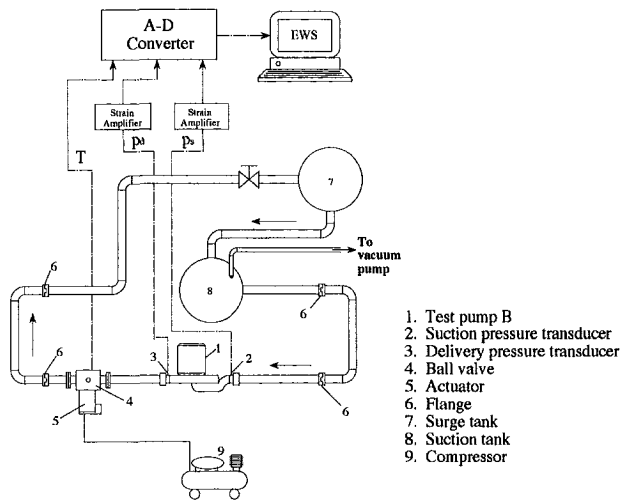 A-D
Converter
EWS
Strain
Amplifier
Strain
Amplifier
T
Pd
Ps
7
To
vacuum
pump
8
6
6
6
1
3
2
4
5
6
9
1. Test pump B
2. Suction pressure transducer
3. Delivery pressure transducer
4. Ball valve
5. Actuator
6. Flange
7. Surge tank
8. Suction tank
9. Compressor